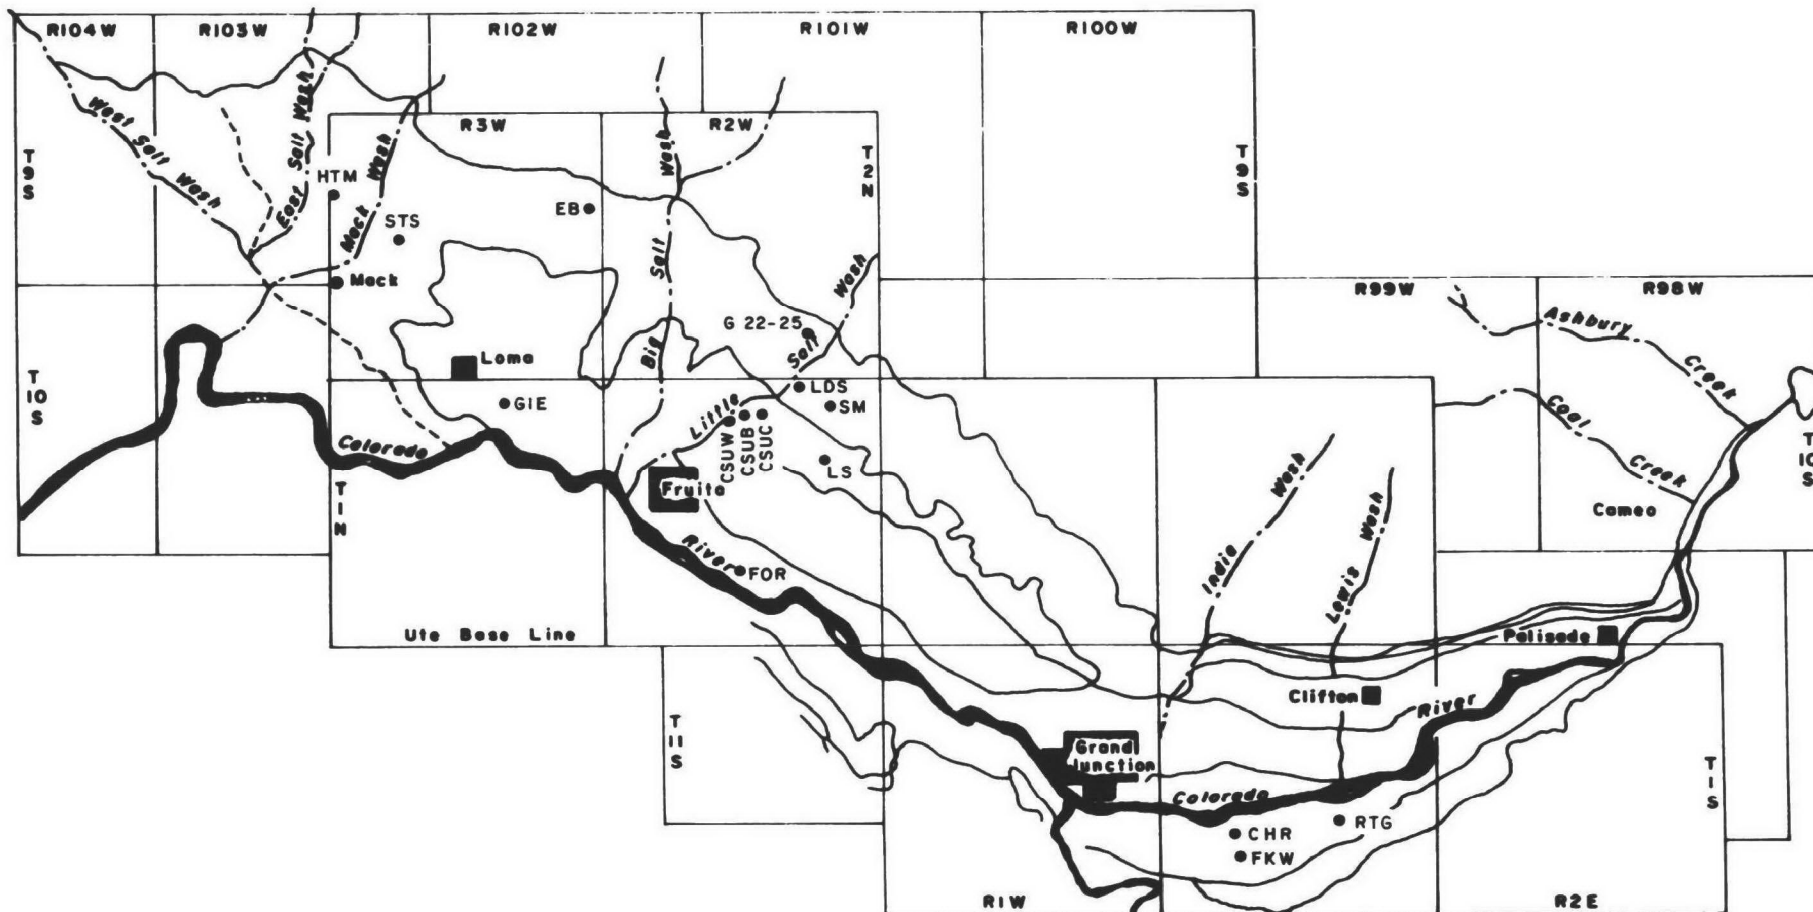 R104W R103W R102W R101W R100W
R3W R2W
T9S
T2N
T9S
West Salt Wash
East Salt Wash
Mack Wash
Wash
HTM
STS
EB
Mack
Salt
Wash
R99W R98W
G 22-25
Salt
Ashbury Creek
Big
Loma
T10S
LDS
SM
GIE
Little
Coal Creek
T10S
Colorado
CSUW
CSUB
CSUC
LS
Fruita
India Wash
Lewis Wash
Cameo
T1N
River
FOR
Ute Base Line
Palisade
Clifton
River
T11S
Grand
Junction
T1S
Colorado
CHR
RTG
FKW
R1W R2E